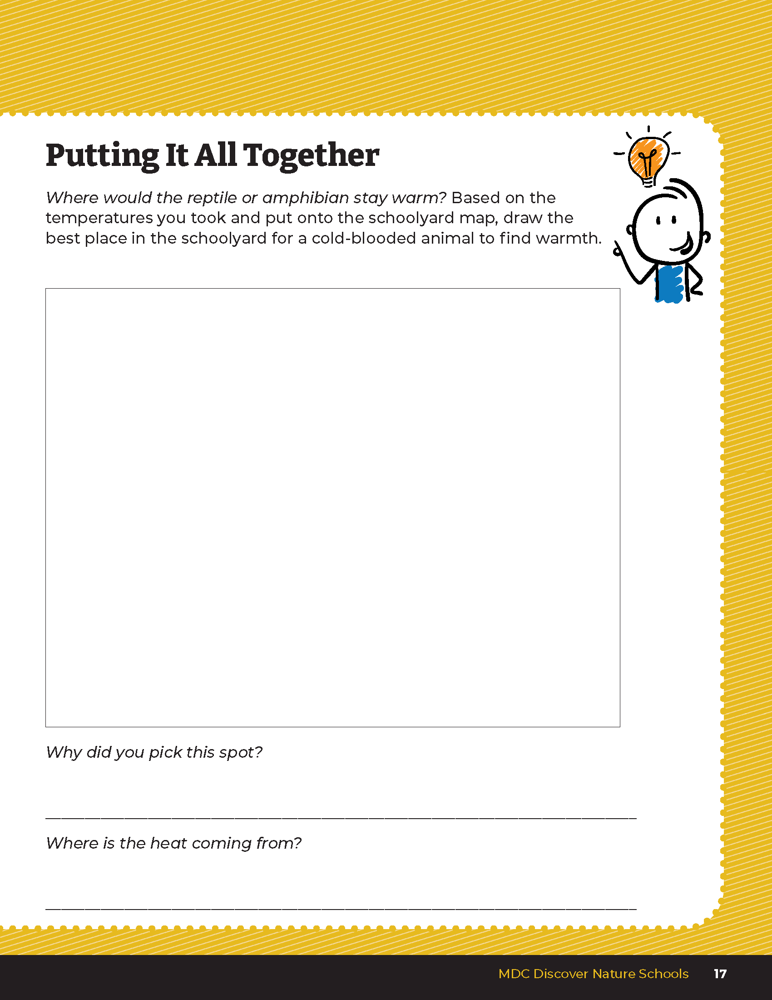 Putting It All Together
Where would the reptile or amphibian stay warm? Based on the
temperatures you took and put onto the schoolyard map, draw the
best place in the schoolyard for a cold-blooded animal to find warmth.
Why did you pick this spot?
Where is the heat coming from?
MDC Discover Nature Schools 17